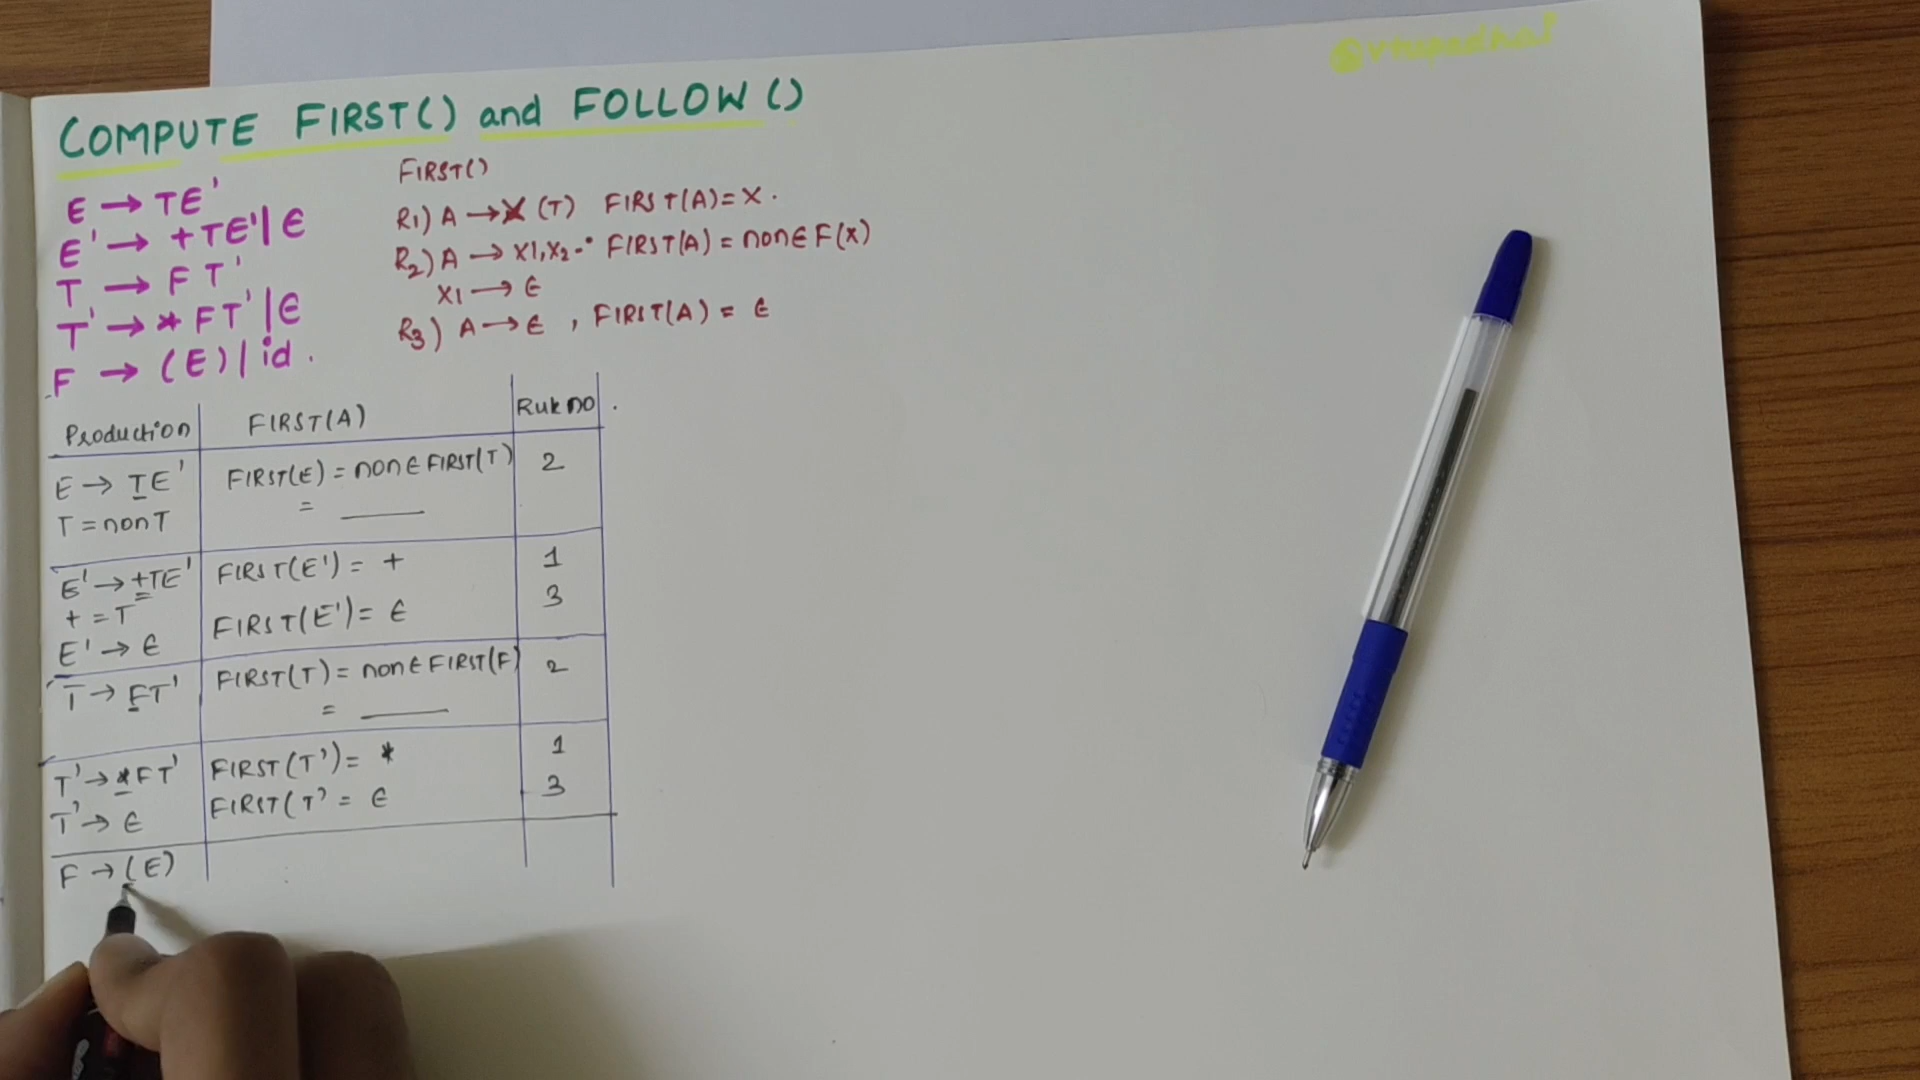 COMPUTE FIRST() and FOLLOW()
E → TE'
E' → +TE'|ϵ
T → FT'
T' → *FT'|ϵ
F → (E)|id.
FIRST()
R1) A → X (T) FIRST(A)=X.
R2) A → X1,X2-• FIRST(A) = nonϵ F(X)
X1 → ϵ
R3) A → ϵ, FIRST(A) = ϵ
Production FIRST(A) Rule no.
E → TE' FIRST(E) = nonϵ FIRST(T) 2
T = nonT = ____
E' → +TE' FIRST(E') = + 1
+ = T
E' → ϵ FIRST(E') = ϵ 3
T → FT' FIRST(T) = nonϵ FIRST(F) 2
= ____
T' → *FT' FIRST(T') = * 1
T' → ϵ FIRST(T' = ϵ 3
F → (E)